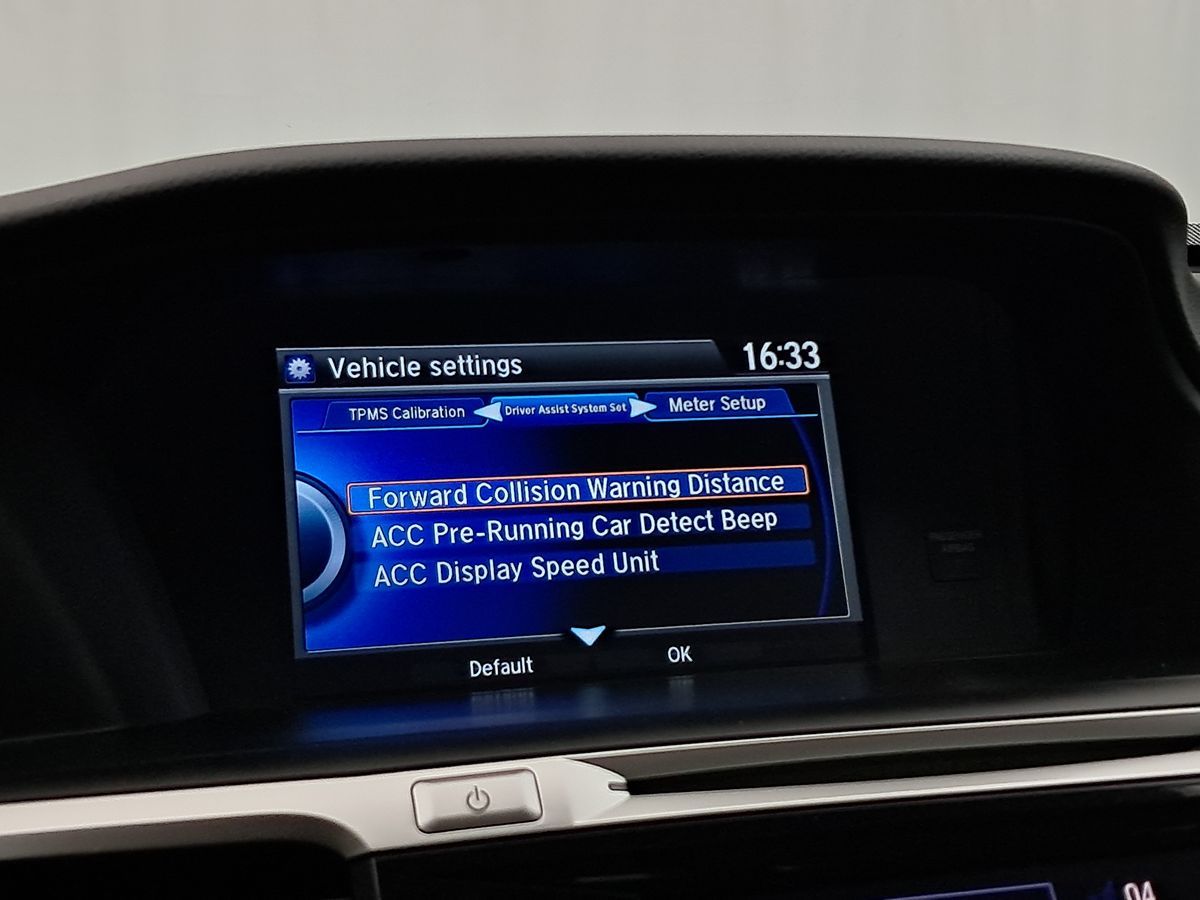 Vehicle settings 16:33
TPMS Calibration Driver Assist System Set Meter Setup
Forward Collision Warning Distance
ACC Pre-Running Car Detect Beep
ACC Display Speed Unit
Default OK
04